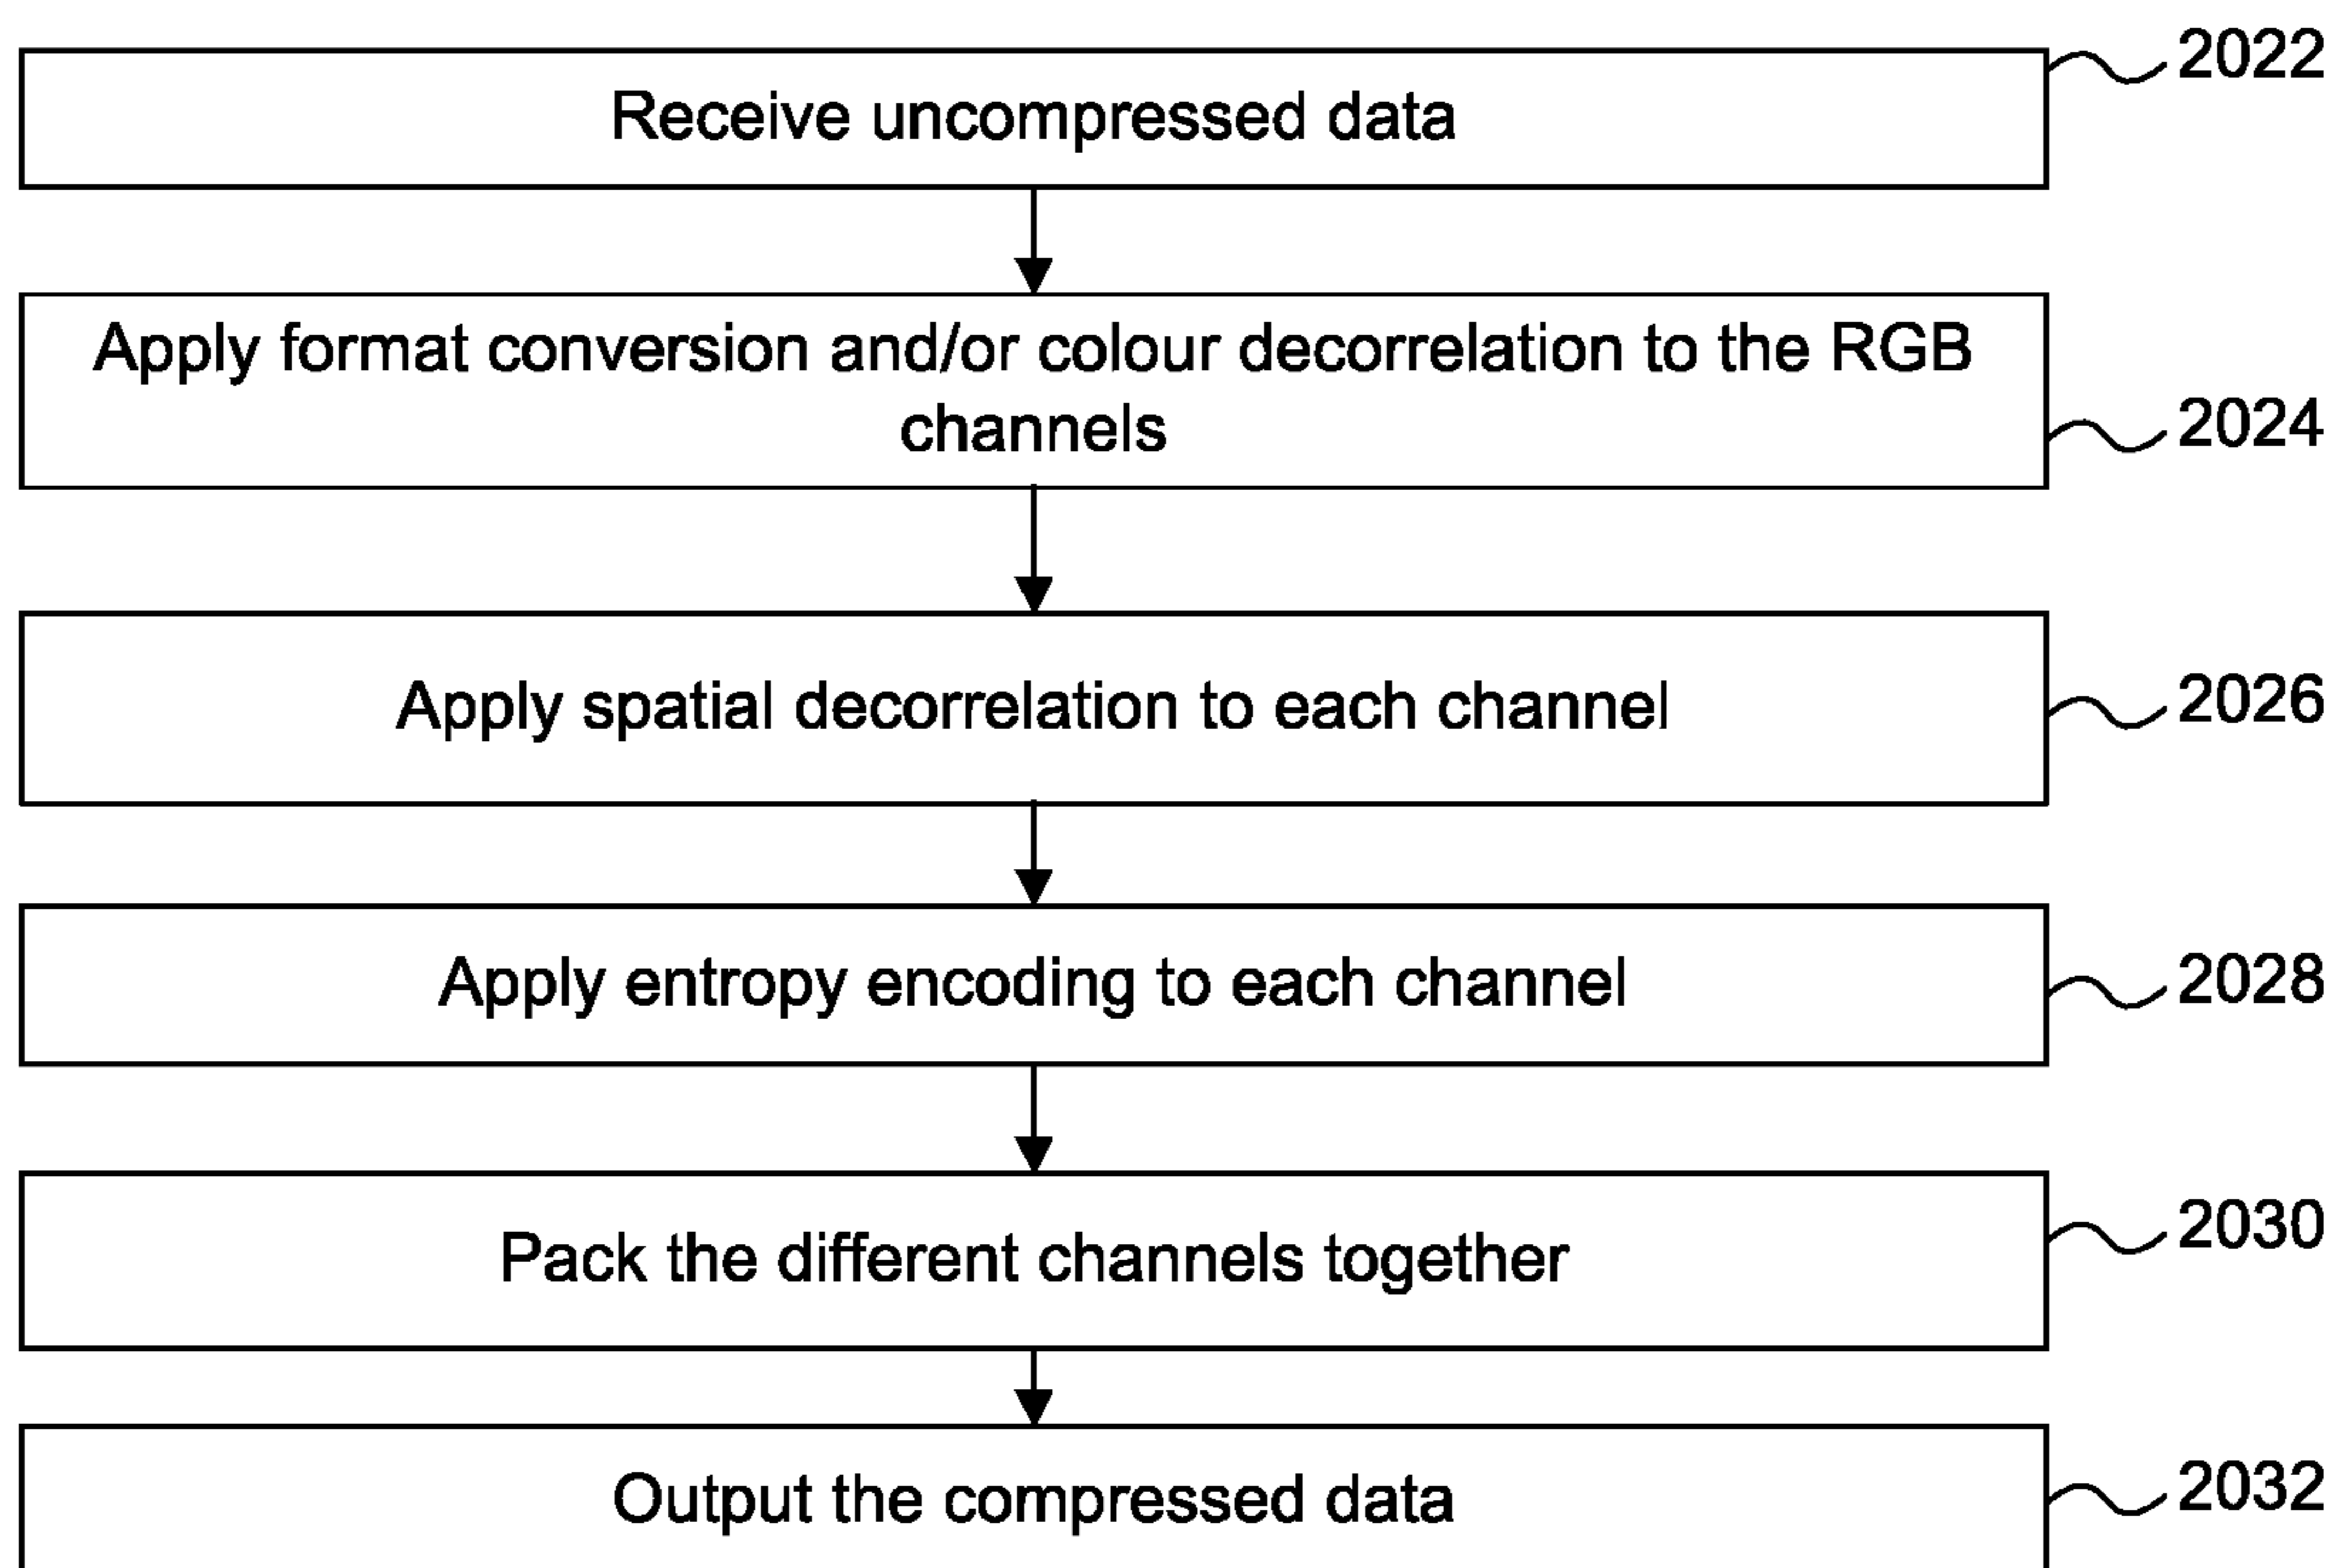 Receive uncompressed data
2022
Apply format conversion and/or colour decorrelation to the RGB
channels
2024
Apply spatial decorrelation to each channel
2026
Apply entropy encoding to each channel
2028
Pack the different channels together
2030
Output the compressed data
2032